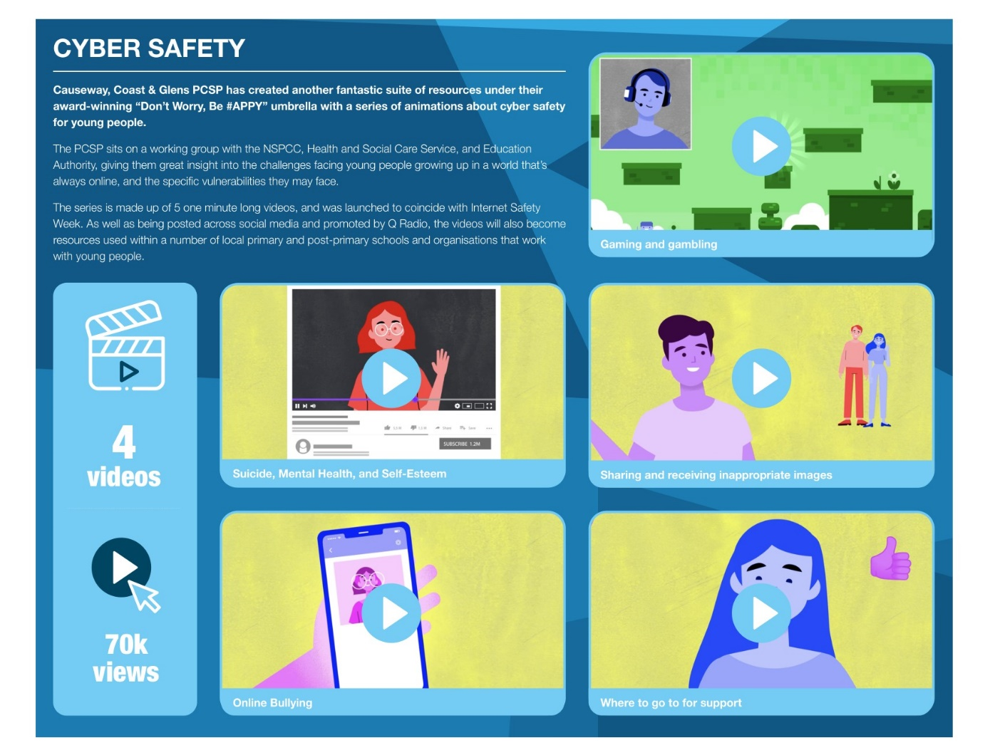 CYBER SAFETY
Causeway, Coast & Glens PCSP has created another fantastic suite of resources under their
award-winning “Don’t Worry, Be #APPY” umbrella with a series of animations about cyber safety
for young people.
The PCSP sits on a working group with the NSPCC, Health and Social Care Service, and Education
Authority, giving them great insight into the challenges facing young people growing up in a world that’s
always online, and the specific vulnerabilities they may face.
The series is made up of 5 one minute long videos, and was launched to coincide with Internet Safety
Week. As well as being posted across social media and promoted by Q Radio, the videos will also become
resources used within a number of local primary and post-primary schools and organisations that work
with young people.
Gaming and gambling
4
videos
70k
views
Share
Save
SUBSCRIBE 1.2M
Suicide, Mental Health, and Self-Esteem
Sharing and receiving inappropriate images
Online Bullying
Where to go to for support